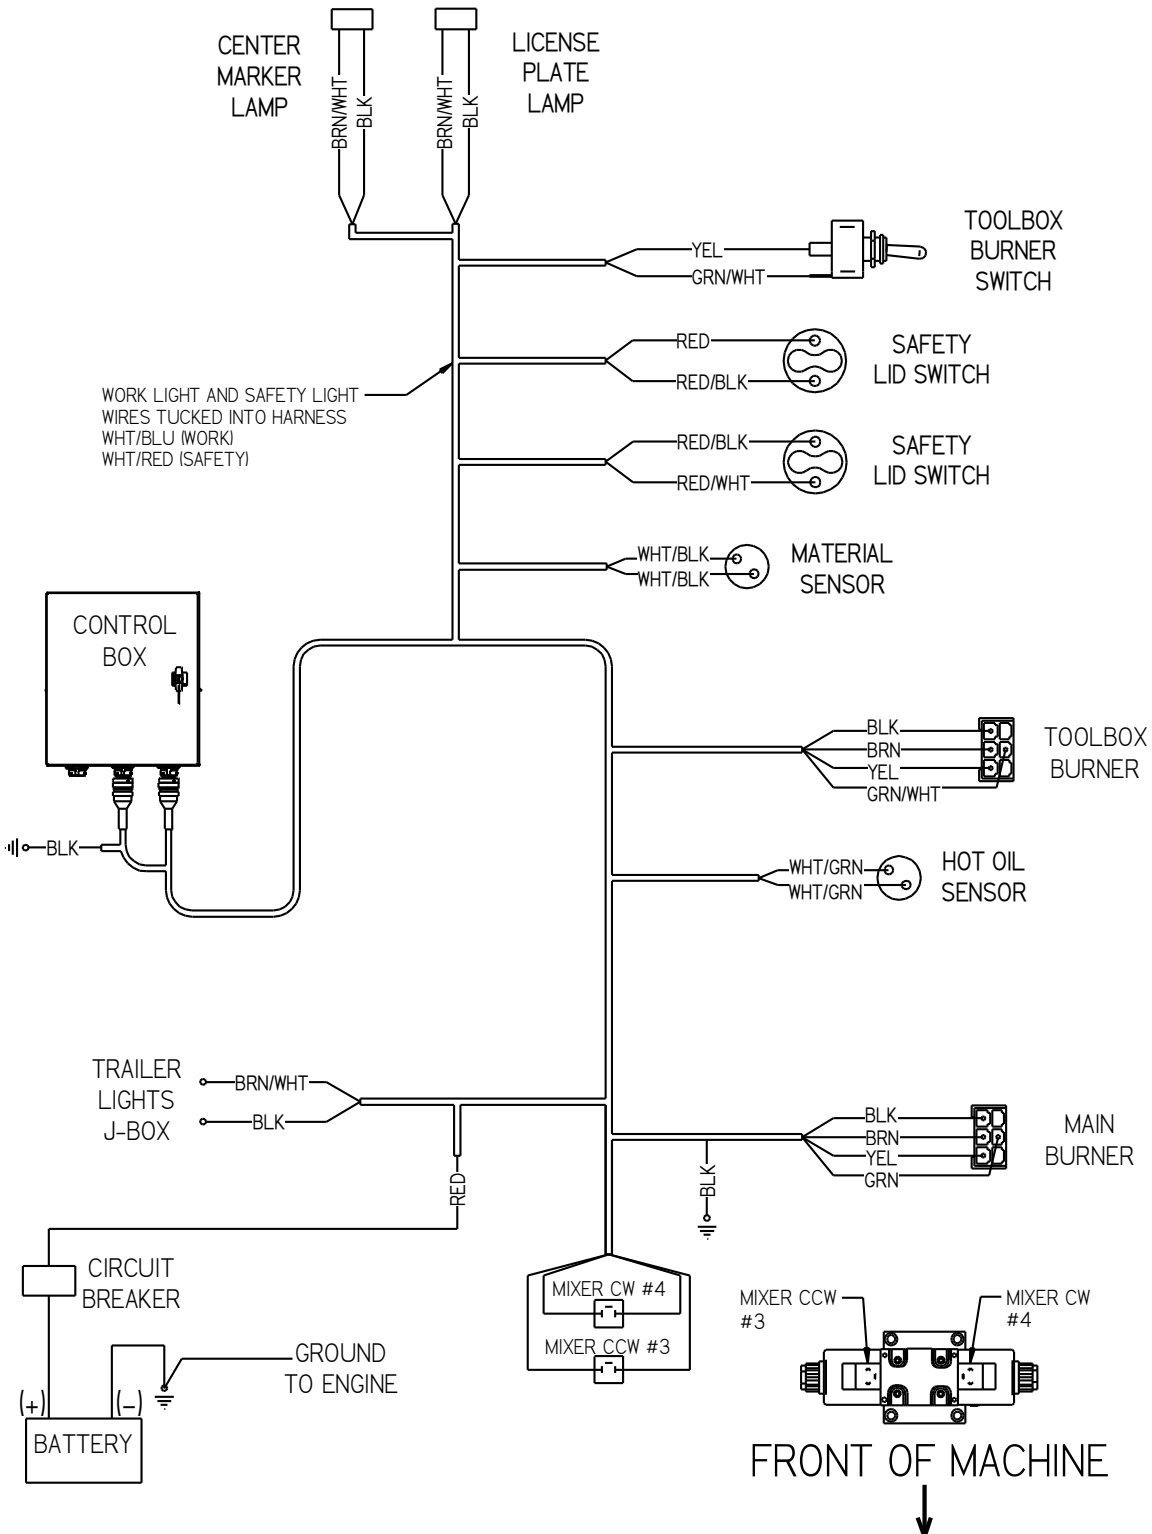 CENTER
MARKER
LAMP
BRN/WHT
BLK
BRN/WHT
BLK
LICENSE
PLATE
LAMP
YEL
GRN/WHT
TOOLBOX
BURNER
SWITCH
RED
RED/BLK
SAFETY
LID SWITCH
WORK LIGHT AND SAFETY LIGHT
WIRES TUCKED INTO HARNESS
WHT/BLU (WORK)
WHT/RED (SAFETY)
RED/BLK
RED/WHT
SAFETY
LID SWITCH
WHT/BLK
WHT/BLK
MATERIAL
SENSOR
CONTROL
BOX
BLK
BLK
BRN
YEL
GRN/WHT
TOOLBOX
BURNER
WHT/GRN
WHT/GRN
HOT OIL
SENSOR
TRAILER
LIGHTS
J-BOX
BRN/WHT
BLK
RED
BLK
BLK
BRN
YEL
GRN
MAIN
BURNER
CIRCUIT
BREAKER
MIXER CW #4
MIXER CCW #3
GROUND
TO ENGINE
(+)
(-)
BATTERY
MIXER CCW
#3
MIXER CW
#4
FRONT OF MACHINE